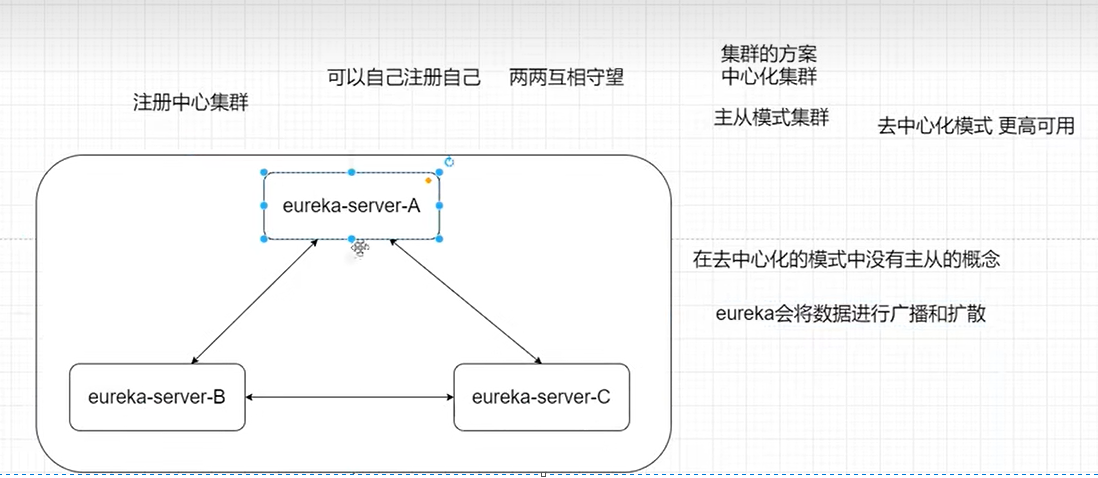 集群的方案
中心化集群
可以自己注册自己 两两互相守望
注册中心集群
主从模式集群
去中心化模式 更高可用
eureka-server-A
在去中心化的模式中没有主从的概念
eureka会将数据进行广播和扩散
eureka-server-B
eureka-server-C